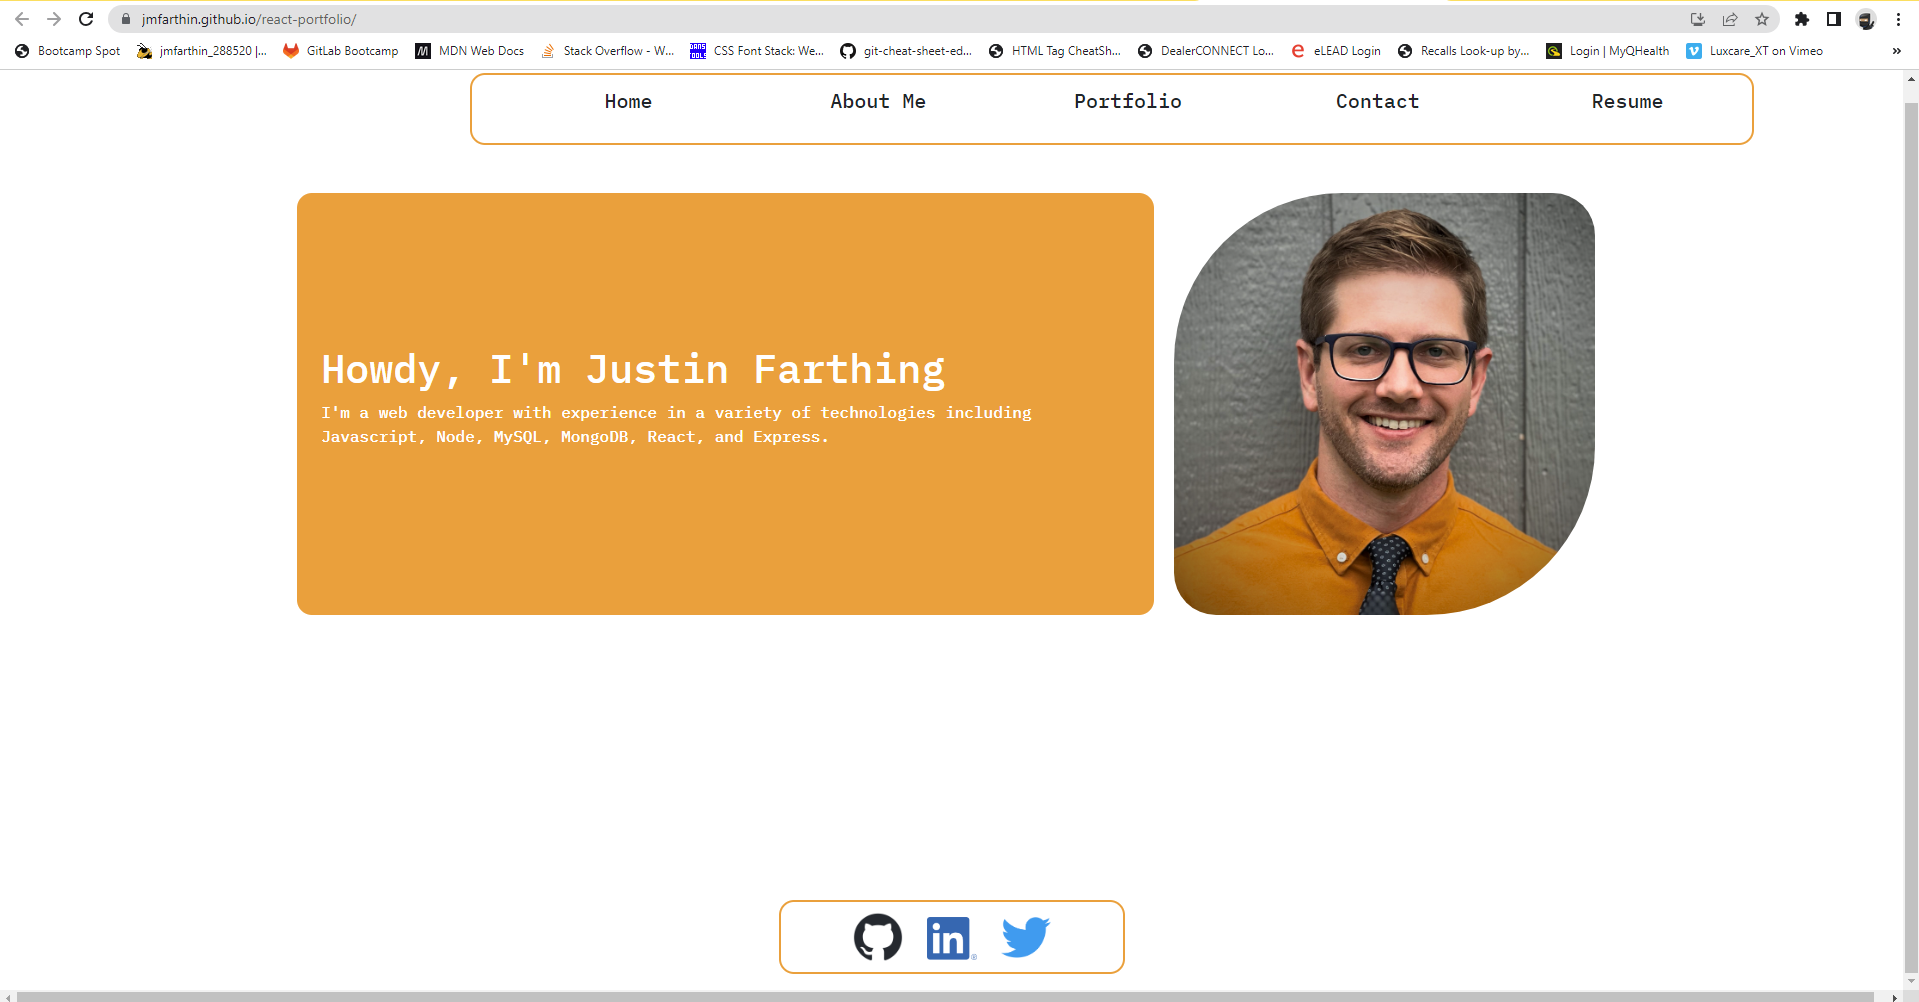 jmfarthin.github.io/react-portfolio/
Bootcamp Spot jmfarthin_288520 |... GitLab Bootcamp MDN Web Docs Stack Overflow - W... CSS Font Stack: We... git-cheat-sheet-ed... HTML Tag CheatSh... DealerCONNECT Lo... eLEAD Login Recalls Look-up by... Login | MyQHealth Luxcare_XT on Vimeo »
Home About Me Portfolio Contact Resume
Howdy, I'm Justin Farthing
I'm a web developer with experience in a variety of technologies including
Javascript, Node, MySQL, MongoDB, React, and Express.
in ®